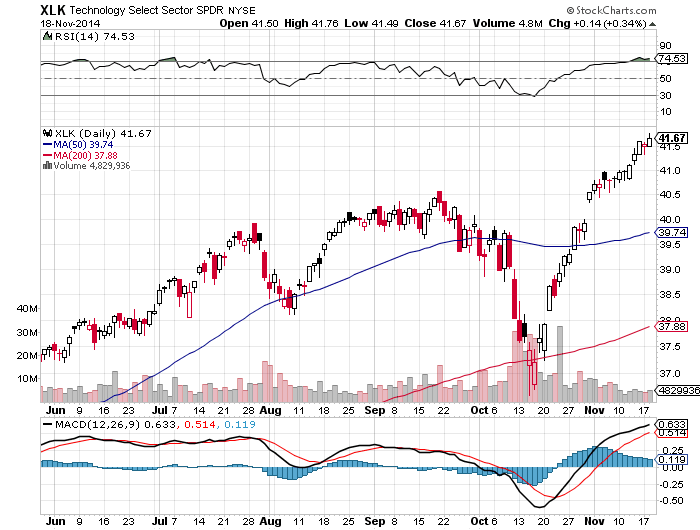 XLK Technology Select Sector SPDR NYSE © StockCharts.com
18-Nov-2014 Open 41.50 High 41.76 Low 41.49 Close 41.67 Volume 4.8M Chg +0.14 (+0.34%)
RSI(14) 74.53
90
74.53
50
30
10
XLK (Daily) 41.67
MA(50) 39.74
MA(200) 37.88
Volume 4,829,936
41.67
41.5
41.0
40.5
40.0
39.74
39.5
39.0
38.5
38.0
37.88
37.5
37.0
4829936
40M
30M
20M
10M
Jun 9 16 23 Jul 7 14 21 28 Aug 11 18 25 Sep 8 15 22 Oct 6 13 20 27 Nov 10 17
MACD(12,26,9) 0.633, 0.514, 0.119
0.633
0.514
0.25
0.119
0.00
-0.25
-0.50
Jun 9 16 23 Jul 7 14 21 28 Aug 11 18 25 Sep 8 15 22 Oct 6 13 20 27 Nov 10 17